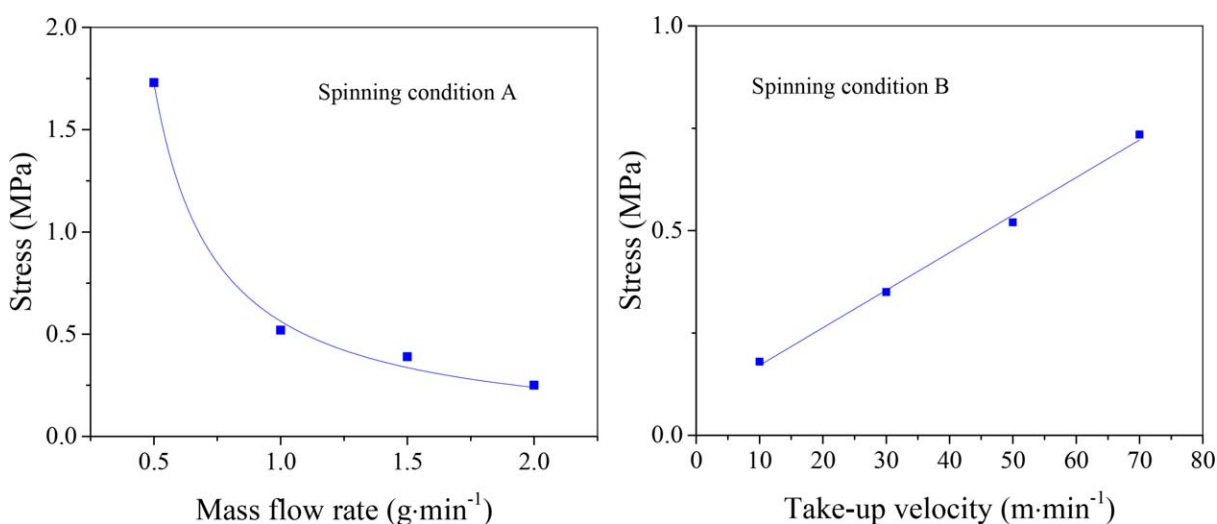 2.0
1.5
1.0
0.5
0.0
Stress (MPa)
Spinning condition A
0.5 1.0 1.5 2.0
Mass flow rate (g·min⁻¹)
1.0
0.5
0.0
Stress (MPa)
Spinning condition B
0 10 20 30 40 50 60 70 80
Take-up velocity (m·min⁻¹)